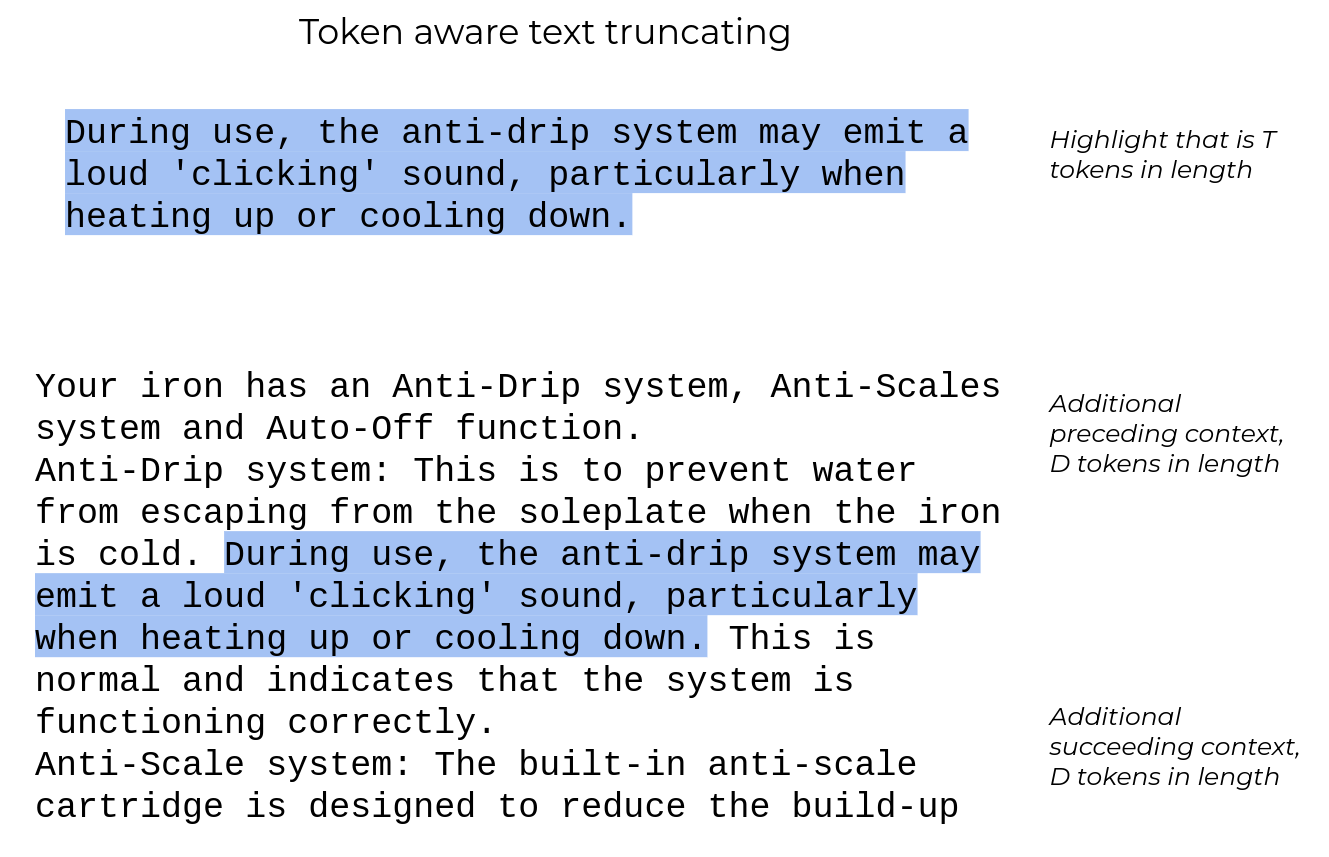 Token aware text truncating
During use, the anti-drip system may emit a
loud 'clicking' sound, particularly when
heating up or cooling down.
Highlight that is T
tokens in length
Your iron has an Anti-Drip system, Anti-Scales
system and Auto-Off function.
Anti-Drip system: This is to prevent water
from escaping from the soleplate when the iron
is cold. During use, the anti-drip system may
emit a loud 'clicking' sound, particularly
when heating up or cooling down. This is
normal and indicates that the system is
functioning correctly.
Anti-Scale system: The built-in anti-scale
cartridge is designed to reduce the build-up
Additional
preceding context,
D tokens in length
Additional
succeeding context,
D tokens in length